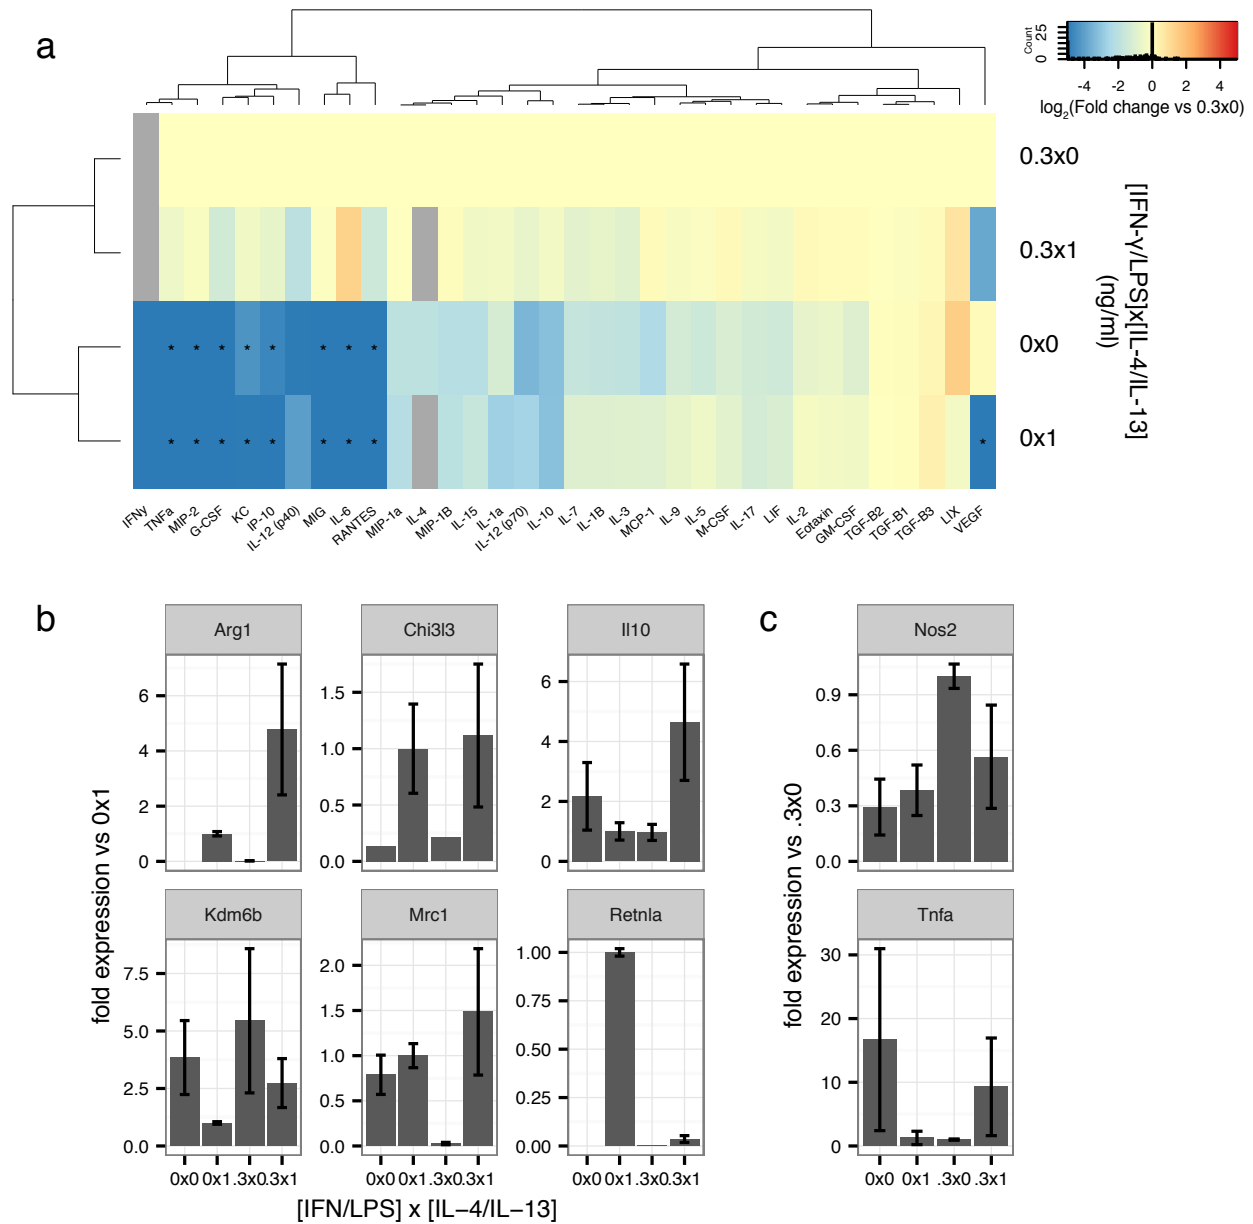 a
Count
0 25
-4 -2 0 2 4
log2(Fold change vs 0.3x0)
0.3x0
0.3x1
0x0
0x1
[IFN-γ/LPS]x[IL-4/IL-13]
(ng/ml)
* * * * * * * *
* * * * * * * * *
IFNy TNFa MIP-2 G-CSF KC IP-10 IL-12 (p40) MIG IL-6 RANTES MIP-1a IL-4 MIP-1B IL-15 IL-1a IL-12 (p70) IL-10 IL-7 IL-1B IL-3 MCP-1 IL-9 IL-5 M-CSF IL-17 LIF IL-2 Eotaxin GM-CSF TGF-B2 TGF-B1 TGF-B3 LIX VEGF
b
fold expression vs 0x1
Arg1
6
4
2
0
Chi3l3
1.5
1.0
0.5
0.0
Il10
6
4
2
0
Kdm6b
7.5
5.0
2.5
0.0
Mrc1
2.0
1.5
1.0
0.5
0.0
Retnla
1.00
0.75
0.50
0.25
0.00
0x0 0x1 .3x0 .3x1
0x0 0x1 .3x0 .3x1
0x0 0x1 .3x0 .3x1
[IFN/LPS] x [IL−4/IL−13]
c
fold expression vs .3x0
Nos2
0.9
0.6
0.3
0.0
Tnfa
30
20
10
0
0x0 0x1 .3x0 .3x1